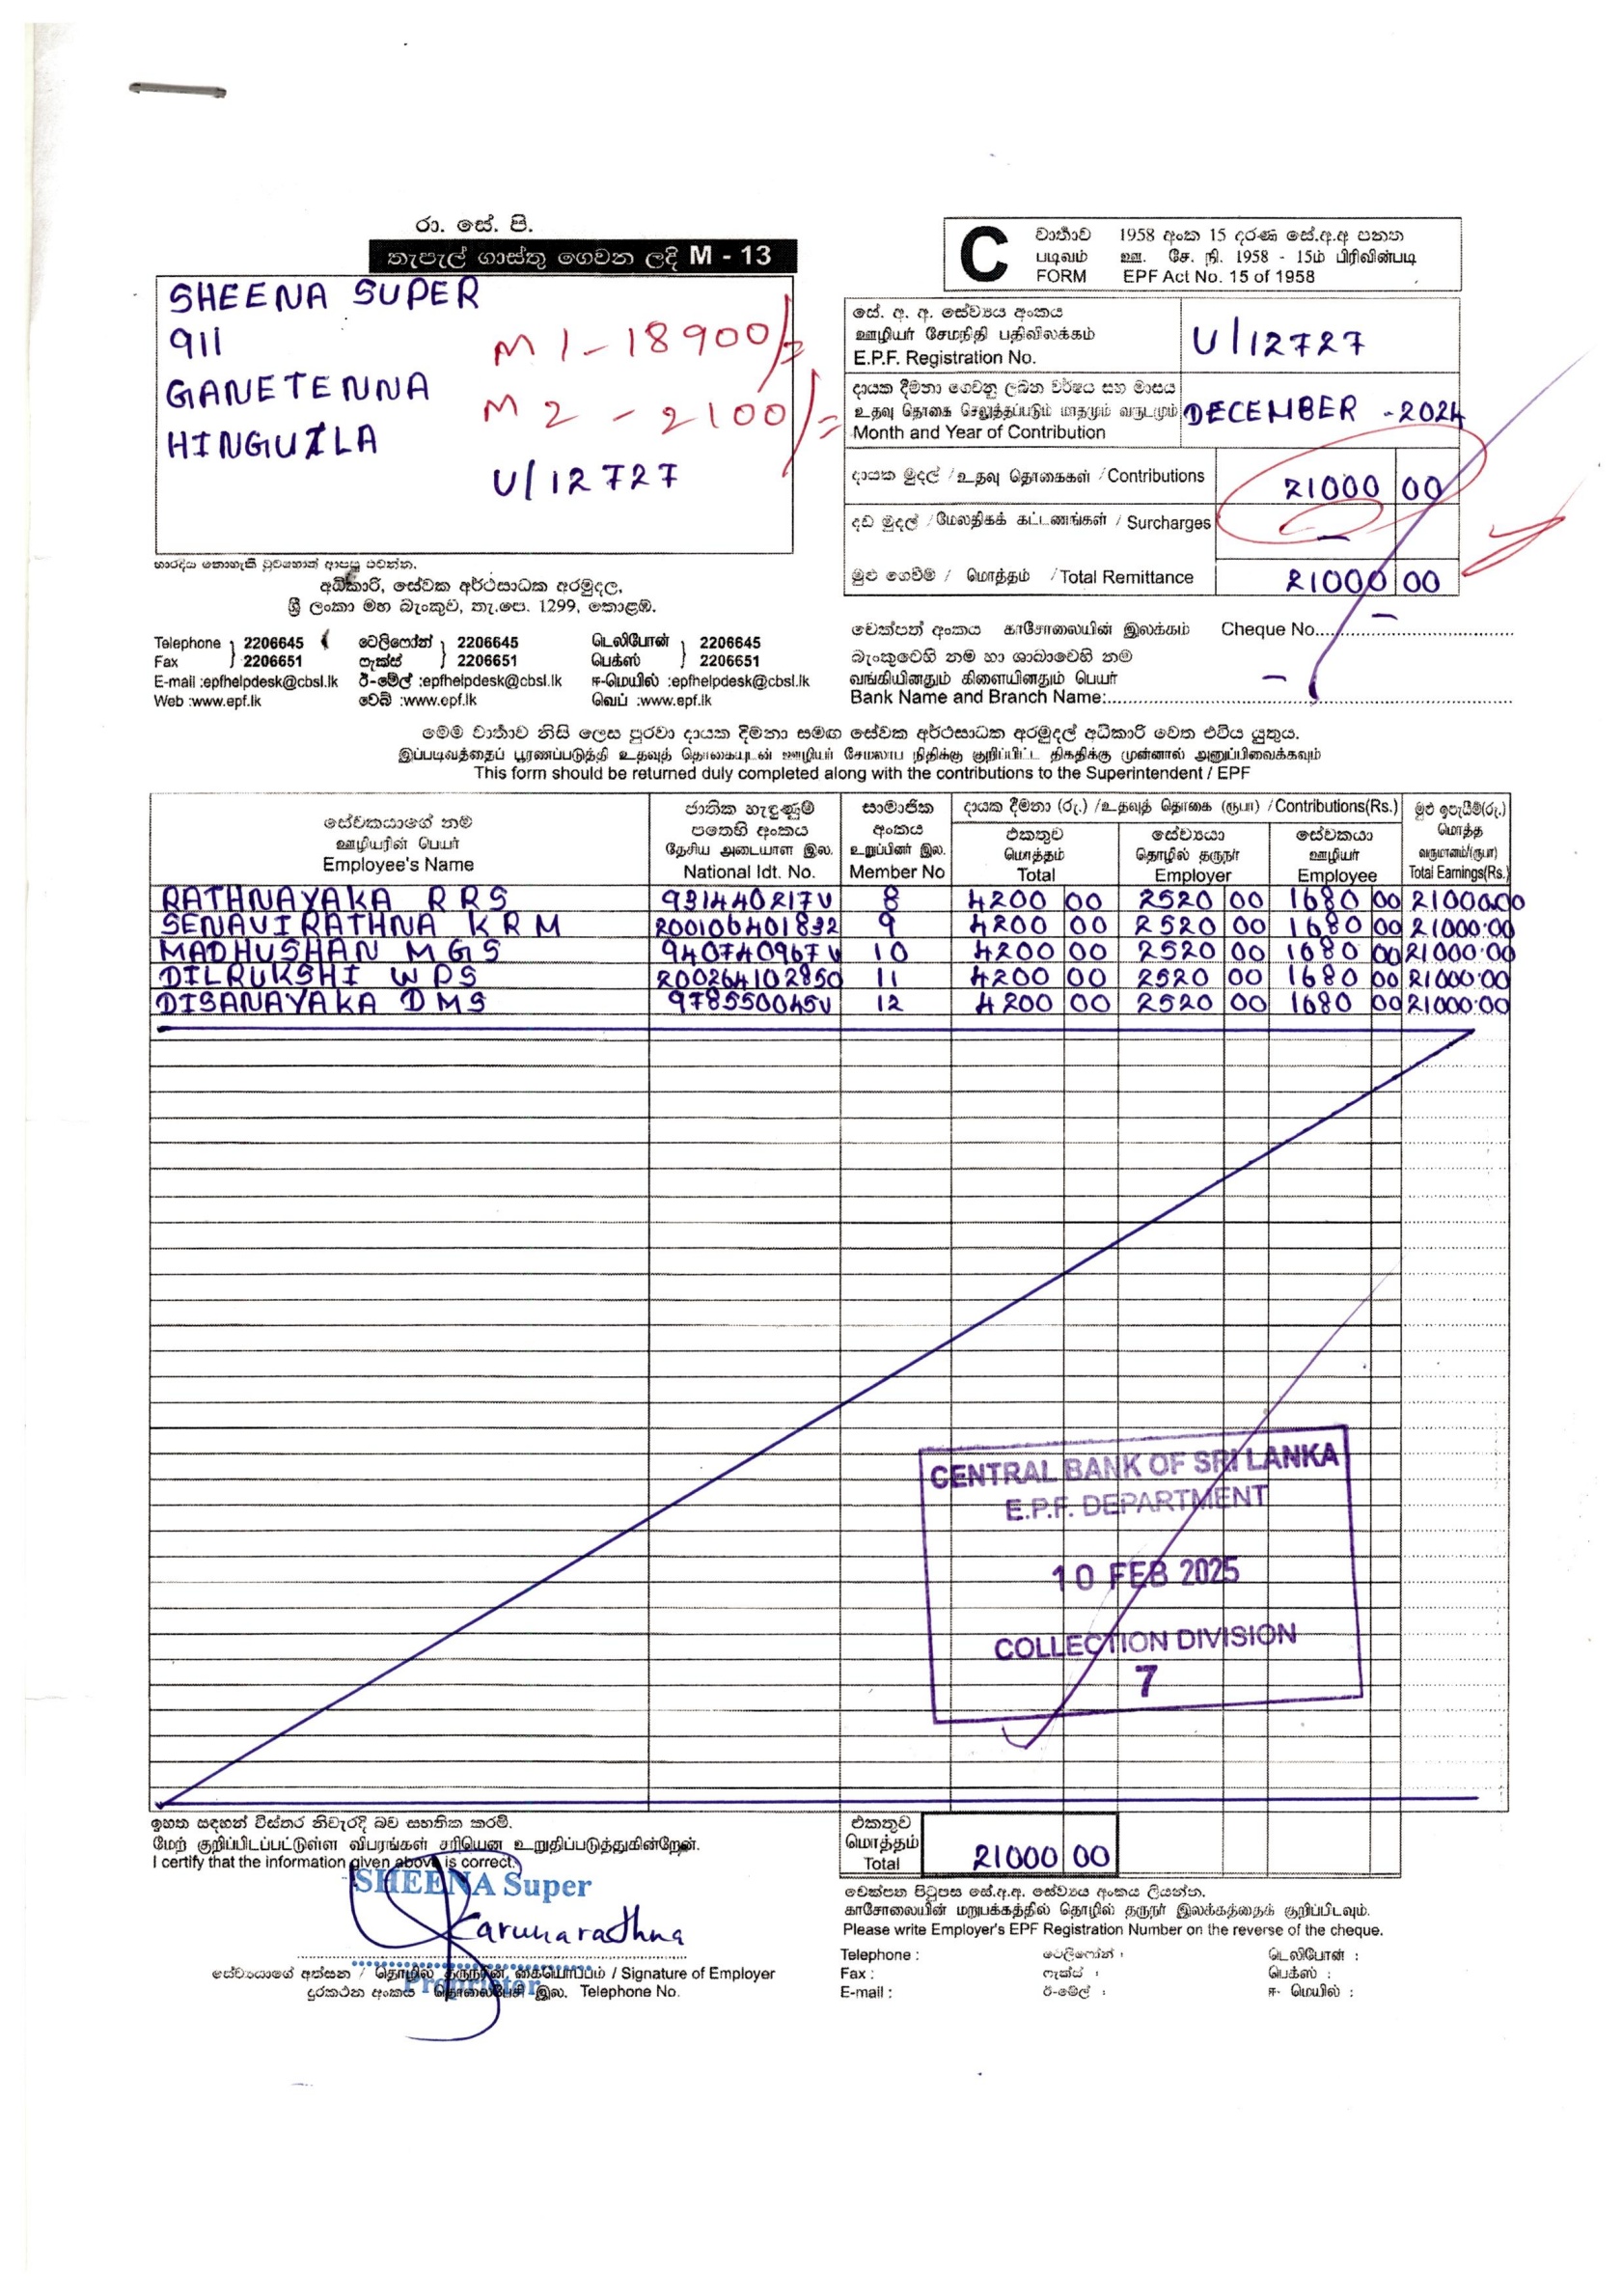 රා. සේ. පි.
තැපැල් ගාස්තු ගෙවන ලදි M - 13
SHEENA SUPER
911
GANETENNA
HINGULA
M 1 - 18900/=
M 2 - 2100/=
U/12727
C
වාර්තාව 1958 අංක 15 දරණ සේ.අ.අ පනත
படிவம் ஊ. சே. நி. 1958 - 15ம் பிரிவின்படி
FORM EPF Act No. 15 of 1958
සේ. අ. අ. සේව්‍යය අංකය
ஊழியர் சேமநிதி பதிவிலக்கம்
E.P.F. Registration No.
U/12727
දායක දීමනා ගෙවනු ලබන වර්ෂය සහ මාසය
உதவு தொகை செலுத்தப்படும் மாதமும் வருடமும்
Month and Year of Contribution
DECEMBER - 2024
දායක මුදල් / உதவு தொகைகள் / Contributions 21000 00
දඩ මුදල් / மேலதிகக் கட்டணங்கள் / Surcharges —
මුළු ගෙවීම / மொத்தம் / Total Remittance 21000 00
භාරදිය නොහැකි වුවහොත් ආපසු එවන්න.
අධිකාරි, සේවක අර්ථසාධක අරමුදල,
ශ්‍රී ලංකා මහ බැංකුව, තැ.පෙ. 1299, කොළඹ.
Telephone } 2206645 ටෙලිෆෝන් } 2206645 டெலிபோன் } 2206645
Fax } 2206651 ෆැක්ස් } 2206651 பெக்ஸ் } 2206651
E-mail :epfhelpdesk@cbsl.lk ඊ-මේල් :epfhelpdesk@cbsl.lk ஈ-மெயில் :epfhelpdesk@cbsl.lk
Web :www.epf.lk වෙබ් :www.epf.lk வெப் :www.epf.lk
චෙක්පත් අංකය காசோலையின் இலக்கம் Cheque No. –
බැංකුවෙහි නම හා ශාඛාවෙහි නම
வங்கியினதும் கிளையினதும் பெயர்
Bank Name and Branch Name: –
මෙම වාර්තාව නිසි ලෙස පුරවා දායක දීමනා සමඟ සේවක අර්ථසාධක අරමුදල් අධිකාරි වෙත එවිය යුතුය.
இப்படிவத்தைப் பூரணப்படுத்தி உதவுத் தொகையுடன் ஊழியர் சேமலாப நிதிக்கு குறிப்பிட்ட திகதிக்கு முன்னால் அனுப்பிவைக்கவும்
This form should be returned duly completed along with the contributions to the Superintendent / EPF
සේවකයාගේ නම ජාතික හැඳුණුම් සාමාජික දායක දීමනා (රු.) / உதவுத் தொகை (ரூபா) / Contributions(Rs.) මුළු ඉපැයීම්(රු.)
ஊழியரின் பெயர் පතෙහි අංකය අංකය එකතුව සේව්‍යයා සේවකයා மொத்த
தேசிய அடையாள இல. உறுப்பினர் இல. மொத்தம் தொழில் தருநர் ஊழியர் வருமானம்(ரூபா)
Employee's Name National Idt. No. Member No Total Employer Employee Total Earnings(Rs.)
RATHNAYAKA R R S 931440217V 8 4200 00 2520 00 1680 00 21000.00
SENAVIRATHNA K R M 200106401832 9 4200 00 2520 00 1680 00 21000.00
MADHUSHAN M G S 940740967V 10 4200 00 2520 00 1680 00 21000.00
DILRUKSHI W P S 200264102850 11 4200 00 2520 00 1680 00 21000.00
DISANAYAKA D M S 978550045V 12 4200 00 2520 00 1680 00 21000.00
CENTRAL BANK OF SRI LANKA
E.P.F. DEPARTMENT
10 FEB 2025
COLLECTION DIVISION
7
ඉහත සඳහන් විස්තර නිවැරදි බව සහතික කරමි.
மேற் குறிப்பிடப்பட்டுள்ள விபரங்கள் சரியென உறுதிப்படுத்துகின்றேன்.
I certify that the information given above is correct.
SHEENA Super
Karunarathna
Proprietor
සේව්‍යයාගේ අත්සන / தொழில் தருநரின் கையொப்பம் / Signature of Employer
දුරකථන අංකය தொலைபேசி இல. Telephone No.
එකතුව
மொத்தம்
Total 21000 00
චෙක්පත පිටුපස සේ.අ.අ. සේව්‍යය අංකය ලියන්න.
காசோலையின் மறுபக்கத்தில் தொழில் தருநர் இலக்கத்தைக் குறிப்பிடவும்.
Please write Employer's EPF Registration Number on the reverse of the cheque.
Telephone : ටෙලිෆෝන් : டெலிபோன் :
Fax : ෆැක්ස් : பெக்ஸ் :
E-mail : ඊ-මේල් : ஈ- மெயில் :